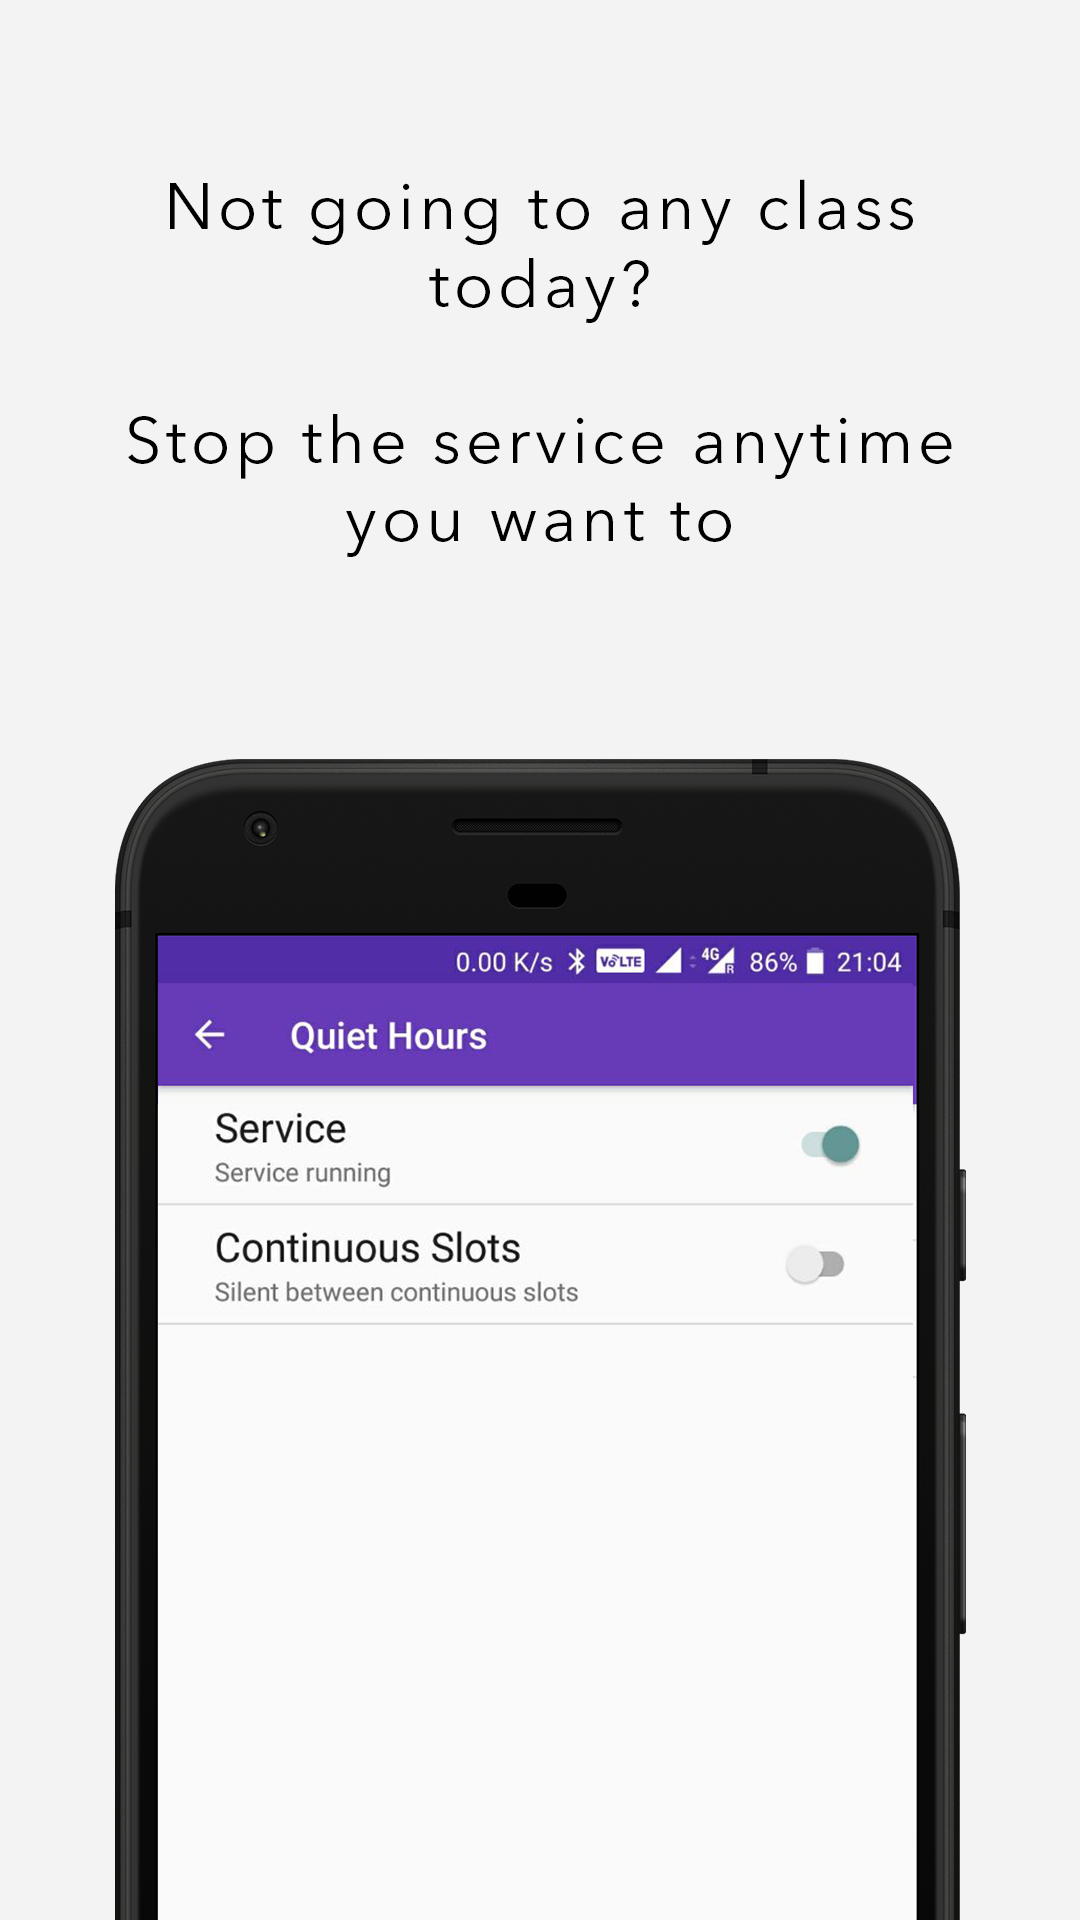 Not going to any class
today?
Stop the service anytime
you want to
0.00 K/s VoLTE 4G R 86% 21:04
Quiet Hours
Service
Service running
Continuous Slots
Silent between continuous slots